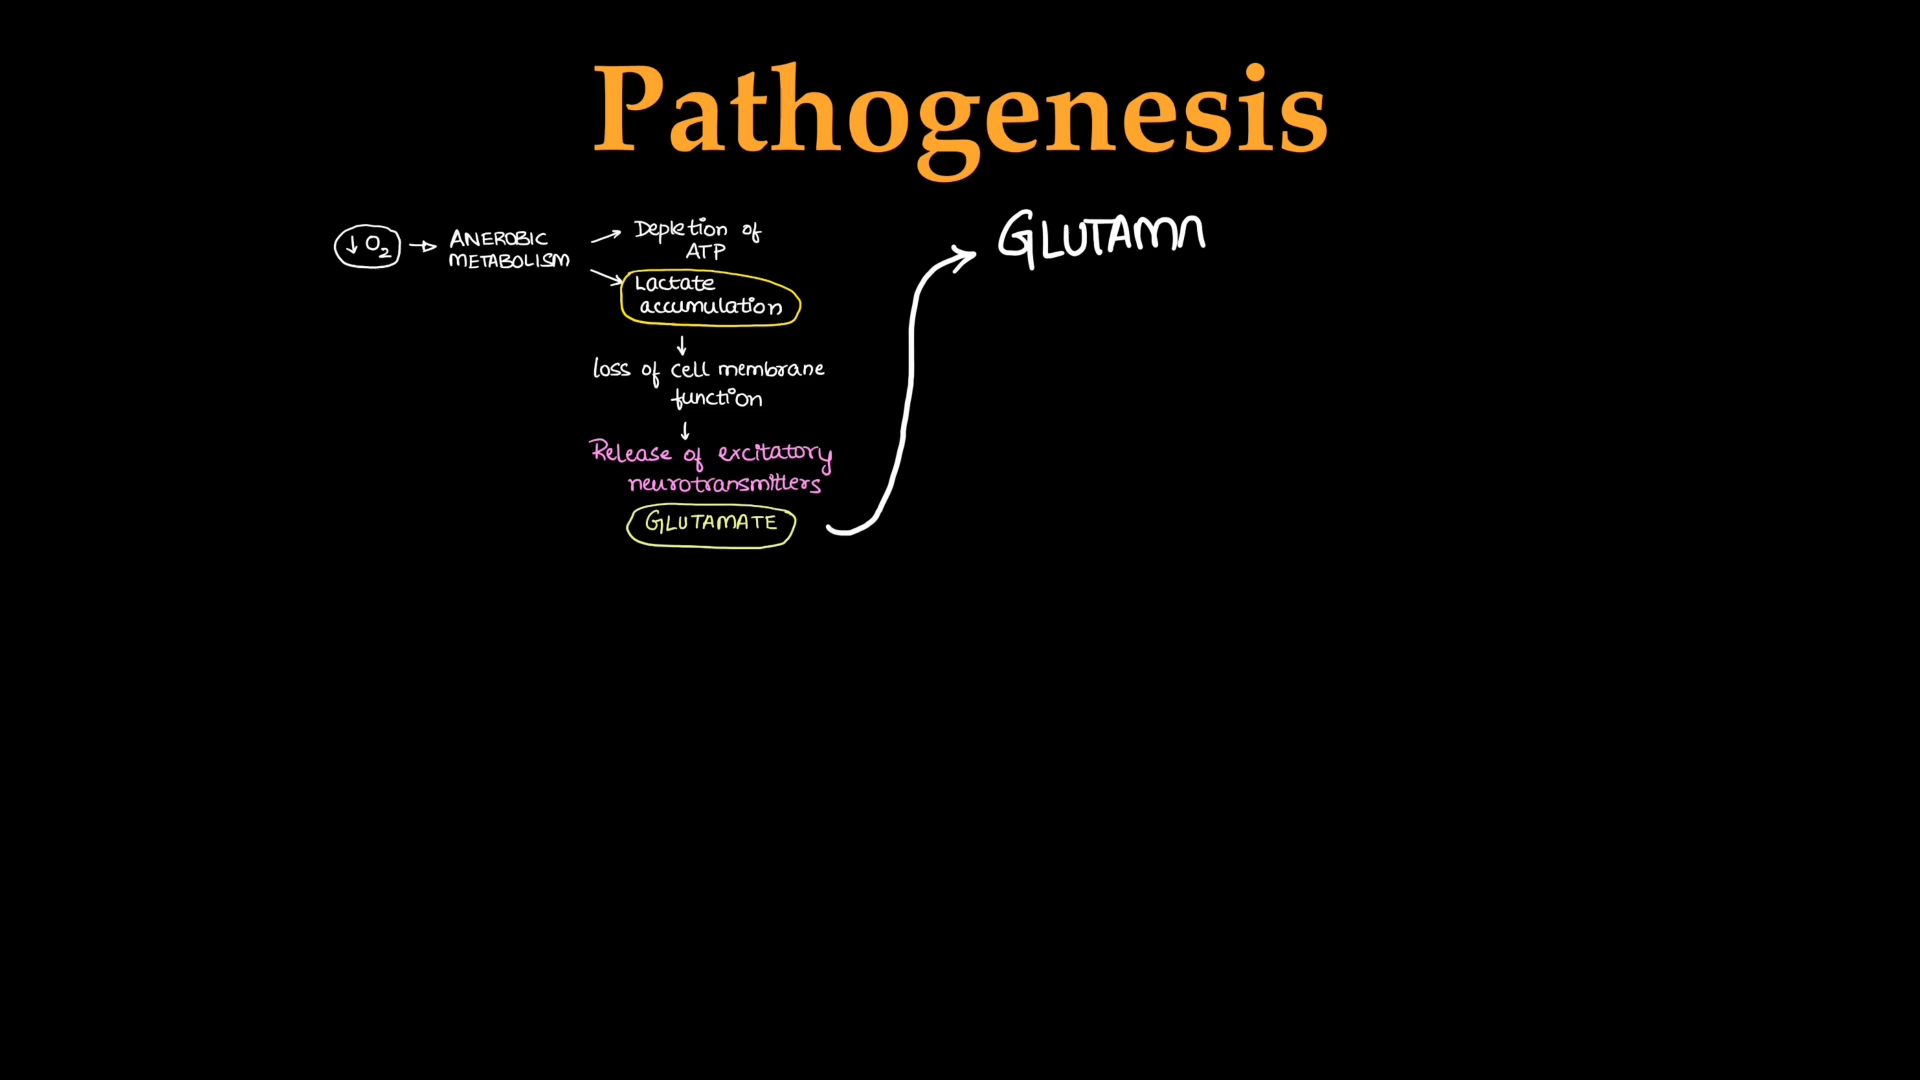 Pathogenesis
↓ O₂ → ANEROBIC
METABOLISM
Depletion of
ATP
Lactate
accumulation
loss of cell membrane
function
Release of excitatory
neurotransmitters
GLUTAMATE
GLUTAMA